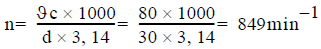 n= ϑc × 1000 / d × 3, 14 = 80 × 1000 / 30 × 3, 14 = 849min⁻¹